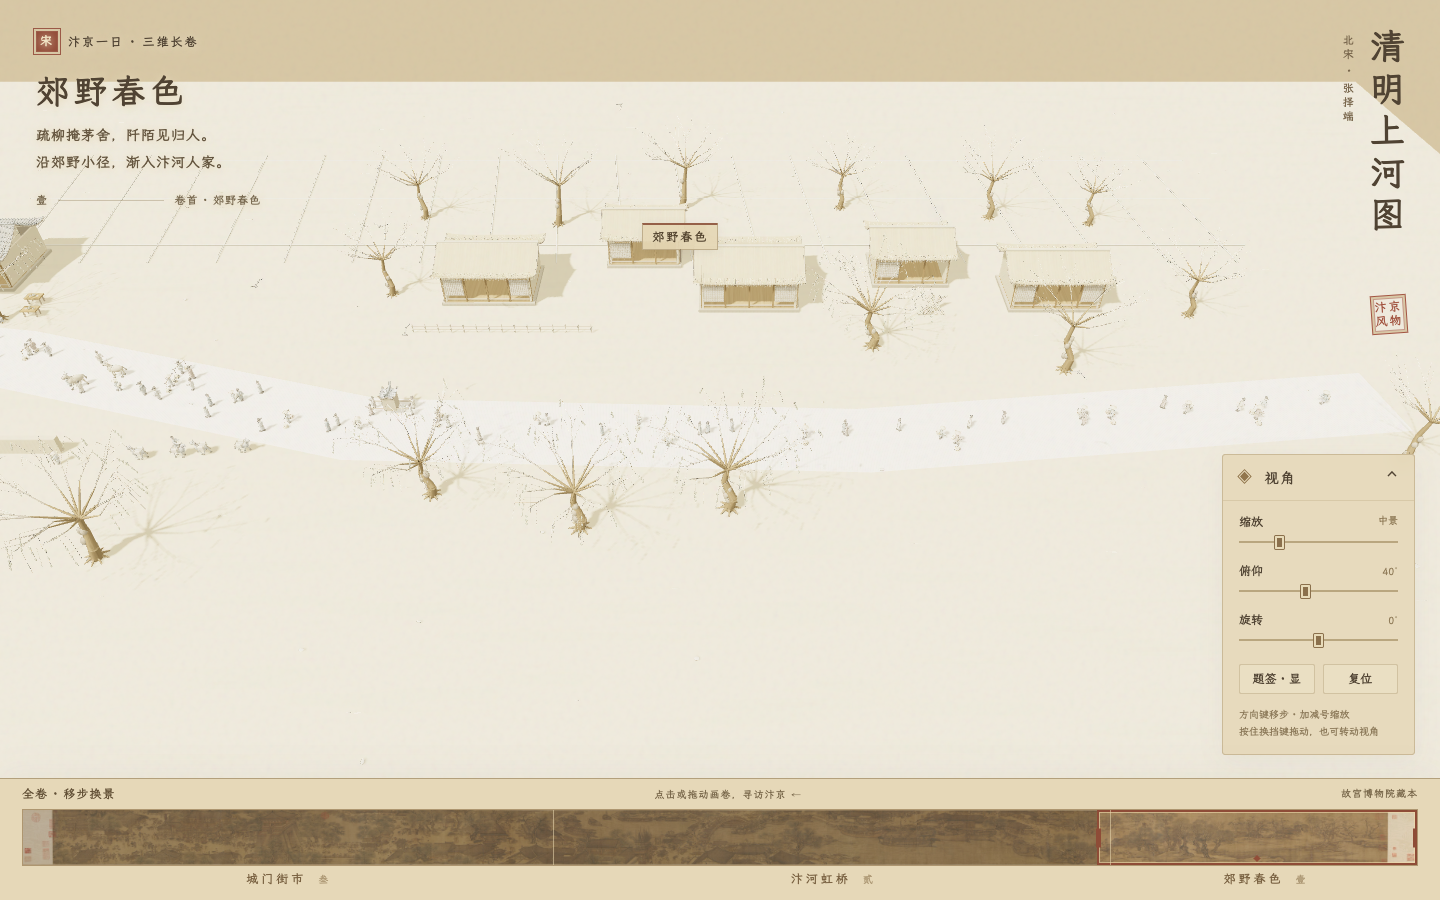 宋
汴京一日·三维长卷
郊野春色
疏柳掩茅舍，阡陌见归人。
沿郊野小径，渐入汴河人家。
壹
卷首·郊野春色
清明上河图
北宋·张择端
汴京
风物
郊野春色
视角
缩放 中景
俯仰 40°
旋转 0°
题签·显
复位
方向键移步·加减号缩放
按住换挡键拖动，也可转动视角
全卷·移步换景
点击或拖动画卷，寻访汴京 ←
故宫博物院藏本
城门街市 叁
汴河虹桥 贰
郊野春色 壹